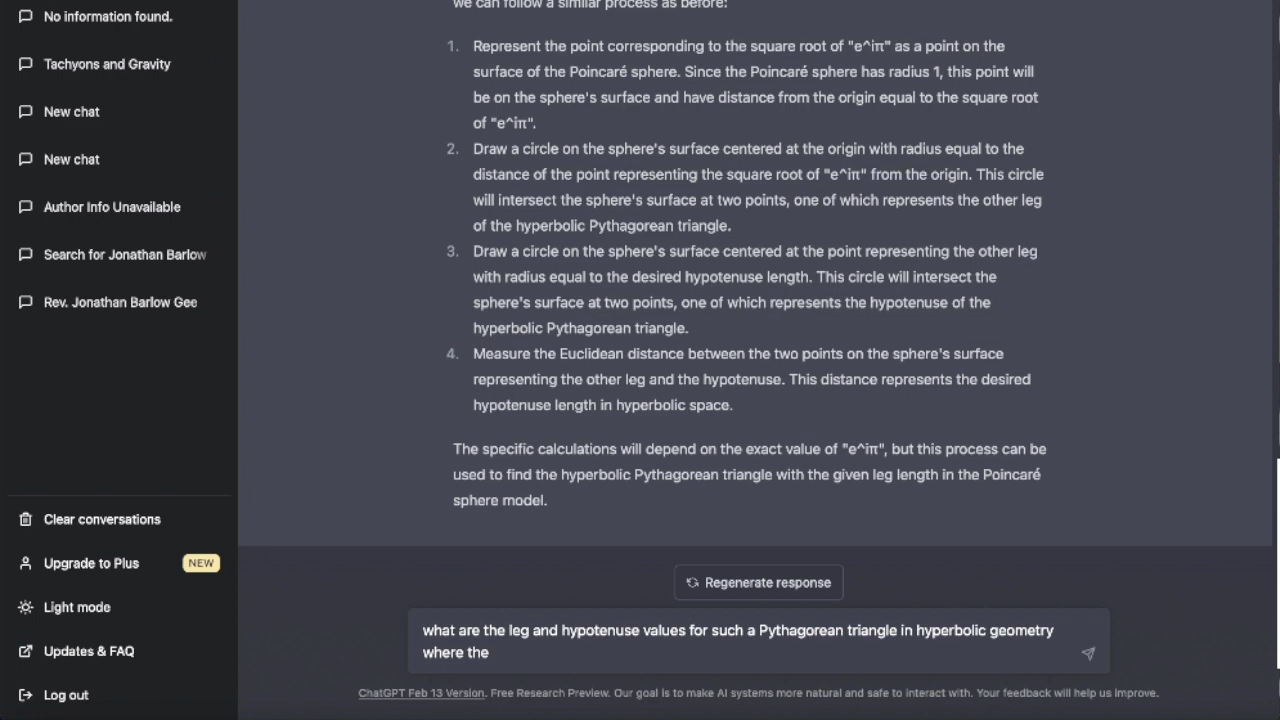 No information found.
Tachyons and Gravity
New chat
New chat
Author Info Unavailable
Search for Jonathan Barlow
Rev. Jonathan Barlow Gee
Clear conversations
Upgrade to Plus NEW
Light mode
Updates & FAQ
Log out
we can follow a similar process as before:
1. Represent the point corresponding to the square root of "e^iπ" as a point on the
surface of the Poincaré sphere. Since the Poincaré sphere has radius 1, this point will
be on the sphere's surface and have distance from the origin equal to the square root
of "e^iπ".
2. Draw a circle on the sphere's surface centered at the origin with radius equal to the
distance of the point representing the square root of "e^iπ" from the origin. This circle
will intersect the sphere's surface at two points, one of which represents the other leg
of the hyperbolic Pythagorean triangle.
3. Draw a circle on the sphere's surface centered at the point representing the other leg
with radius equal to the desired hypotenuse length. This circle will intersect the
sphere's surface at two points, one of which represents the hypotenuse of the
hyperbolic Pythagorean triangle.
4. Measure the Euclidean distance between the two points on the sphere's surface
representing the other leg and the hypotenuse. This distance represents the desired
hypotenuse length in hyperbolic space.
The specific calculations will depend on the exact value of "e^iπ", but this process can be
used to find the hyperbolic Pythagorean triangle with the given leg length in the Poincaré
sphere model.
Regenerate response
what are the leg and hypotenuse values for such a Pythagorean triangle in hyperbolic geometry
where the
ChatGPT Feb 13 Version. Free Research Preview. Our goal is to make AI systems more natural and safe to interact with. Your feedback will help us improve.